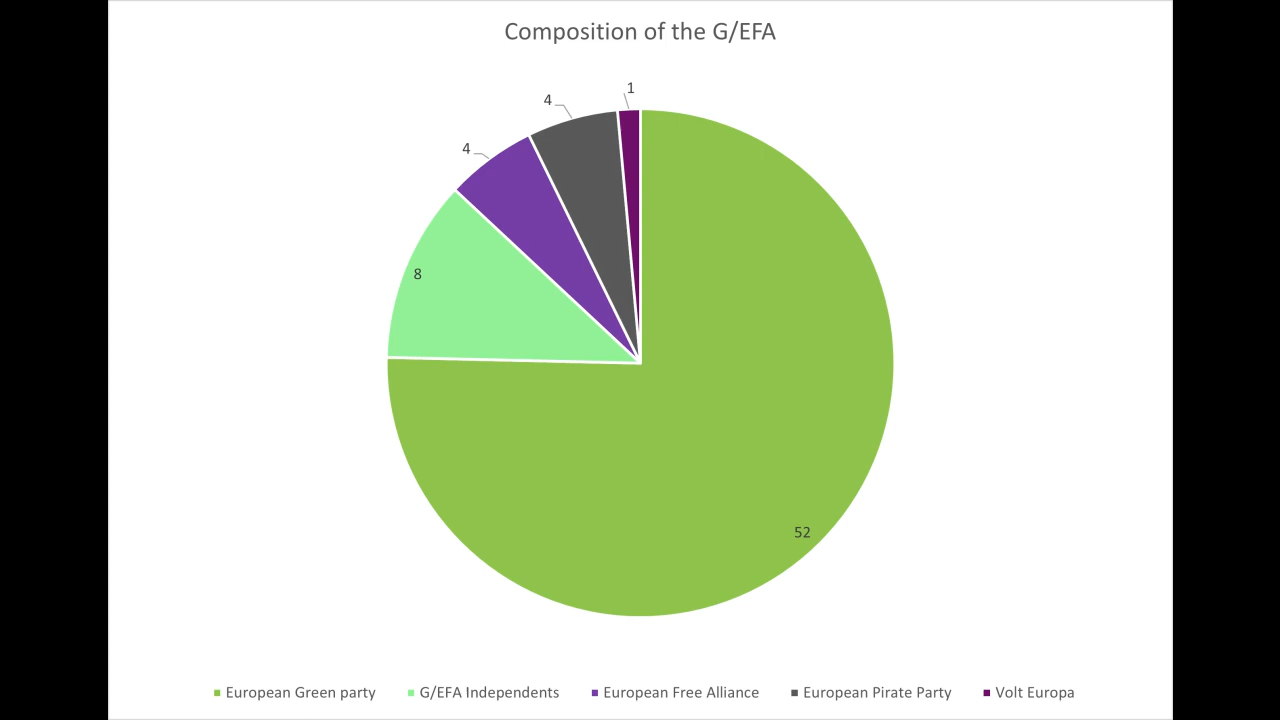 Composition of the G/EFA
1
4
4
8
52
European Green party G/EFA Independents European Free Alliance European Pirate Party Volt Europa